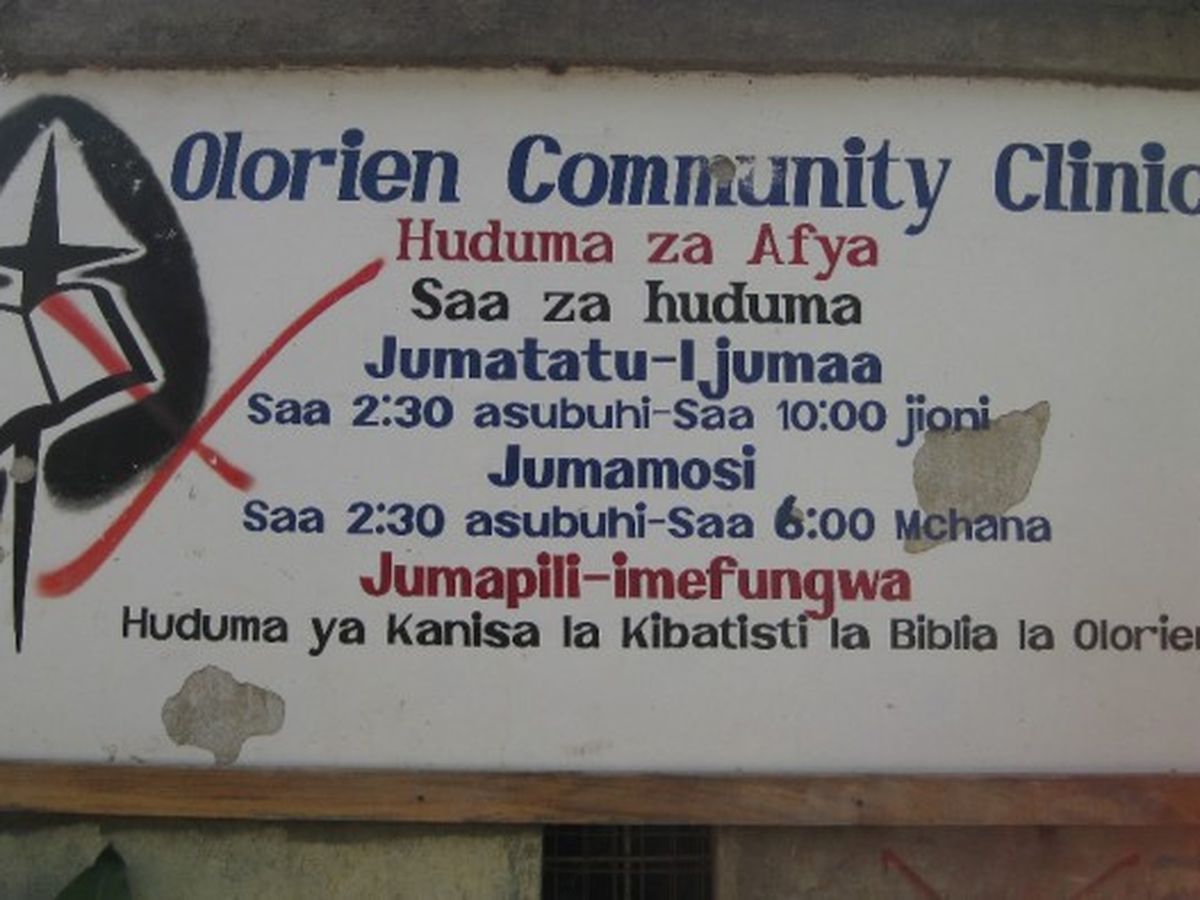 Olorien Community Clinic
Huduma za Afya
Saa za huduma
Jumatatu-Ijumaa
Saa 2:30 asubuhi-Saa 10:00 jioni
Jumamosi
Saa 2:30 asubuhi-Saa 6:00 Mchana
Jumapili-imefungwa
Huduma ya Kanisa la Kibatisti la Biblia la Olorien